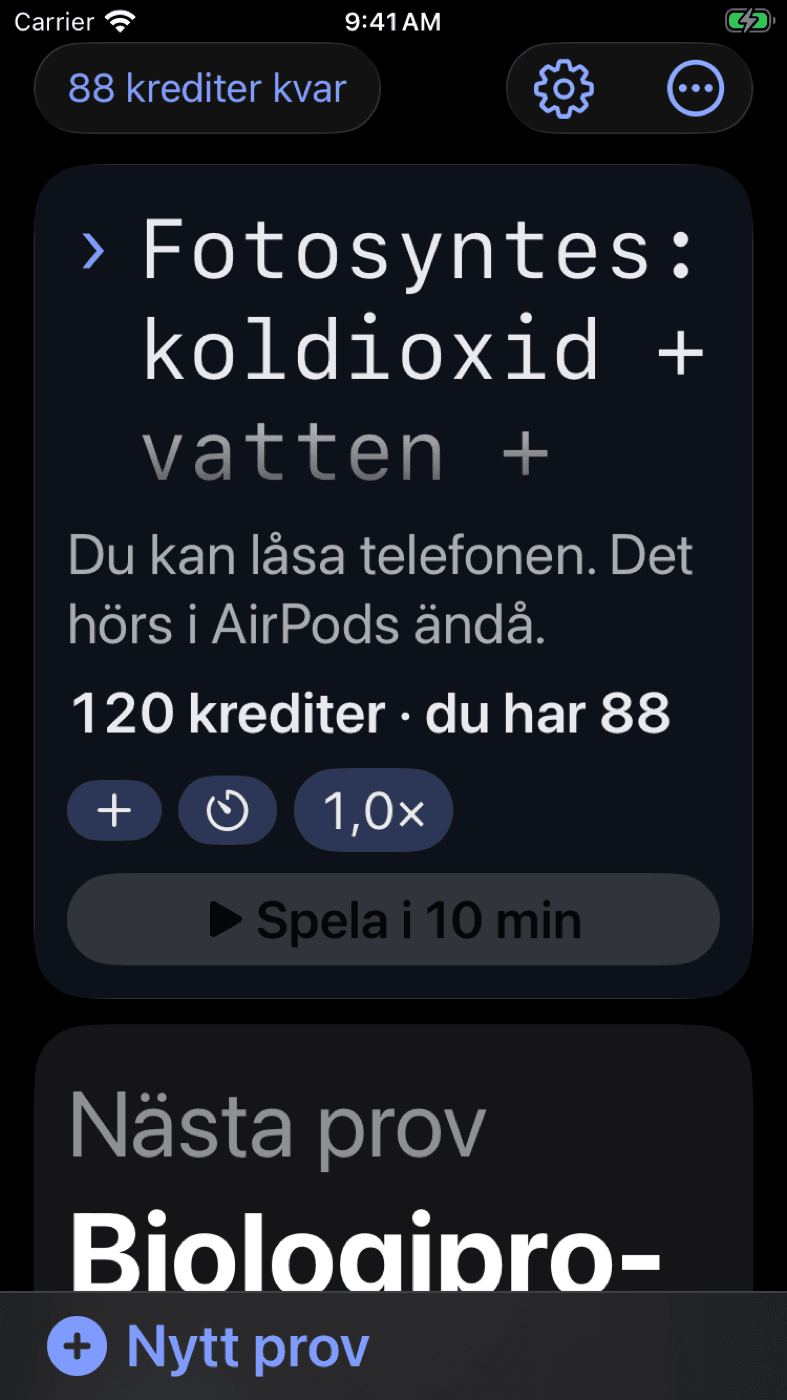 Carrier 9:41 AM
88 krediter kvar
Fotosyntes:
koldioxid +
vatten +
Du kan låsa telefonen. Det
hörs i AirPods ändå.
120 krediter · du har 88
1,0×
Spela i 10 min
Nästa prov
Biologipro-
Nytt prov